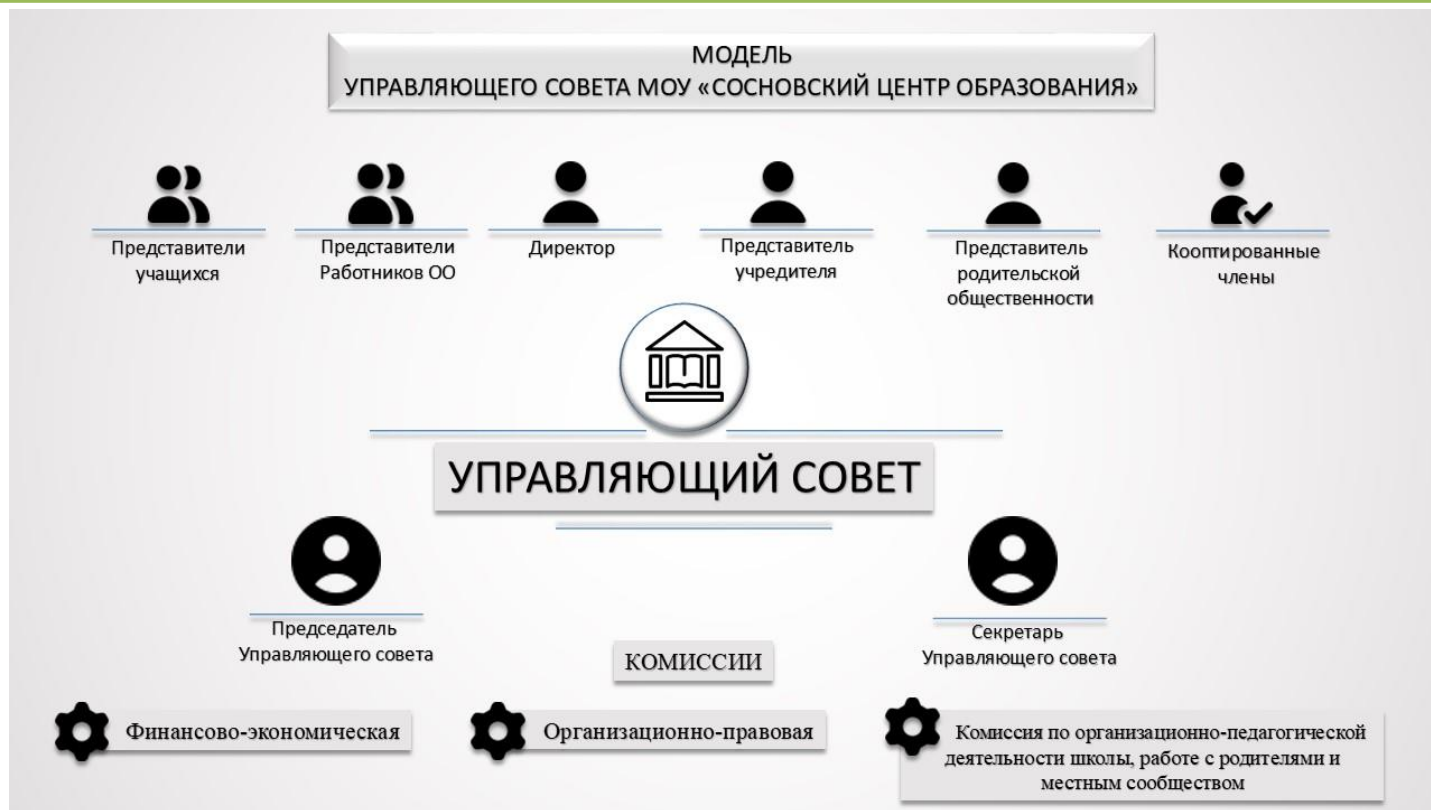 МОДЕЛЬ
УПРАВЛЯЮЩЕГО СОВЕТА МОУ «СОСНОВСКИЙ ЦЕНТР ОБРАЗОВАНИЯ»
Представители
учащихся
Представители
Работников ОО
Директор
Представитель
учредителя
Представитель
родительской
общественности
Кооптированные
члены
УПРАВЛЯЮЩИЙ СОВЕТ
Председатель
Управляющего совета
Секретарь
Управляющего совета
КОМИССИИ
Финансово-экономическая
Организационно-правовая
Комиссия по организационно-педагогической
деятельности школы, работе с родителями и
местным сообществом